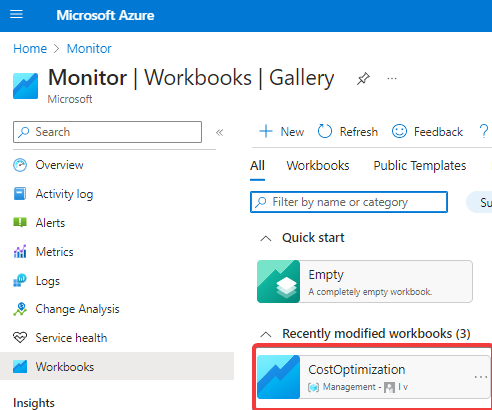 Microsoft Azure
Home > Monitor
Monitor | Workbooks | Gallery
Microsoft
Search
«
+ New Refresh Feedback ?
All Workbooks Public Templates
Filter by name or category
Su
Overview
Activity log
Alerts
Metrics
Logs
Change Analysis
Service health
Workbooks
Insights
Quick start
Empty
A completely empty workbook.
Recently modified workbooks (3)
CostOptimization
Management - I v